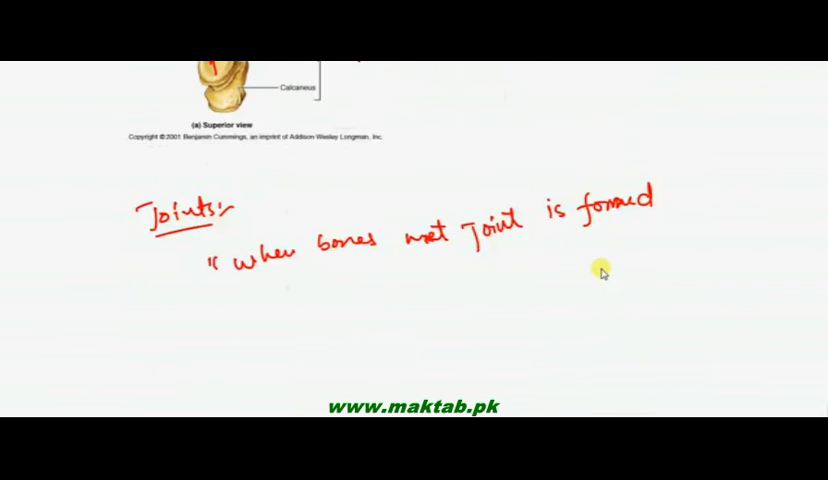 Calcaneus
(a) Superior view
Copyright © 2001 Benjamin Cummings, an imprint of Addison Wesley Longman, Inc.
Joints:-
" when bones meet Joint is formed
www.maktab.pk